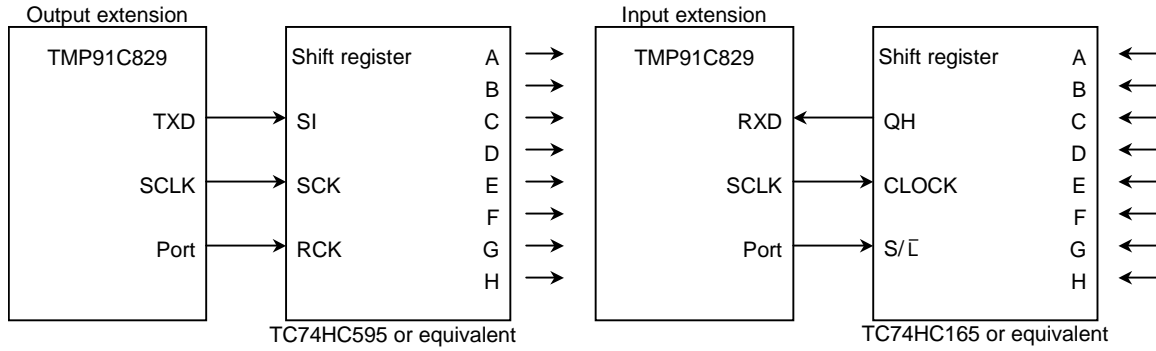 Output extension
TMP91C829
TXD
SCLK
Port
Shift register
SI
SCK
RCK
A
B
C
D
E
F
G
H
TC74HC595 or equivalent
Input extension
TMP91C829
RXD
SCLK
Port
Shift register
QH
CLOCK
S/L̅
A
B
C
D
E
F
G
H
TC74HC165 or equivalent